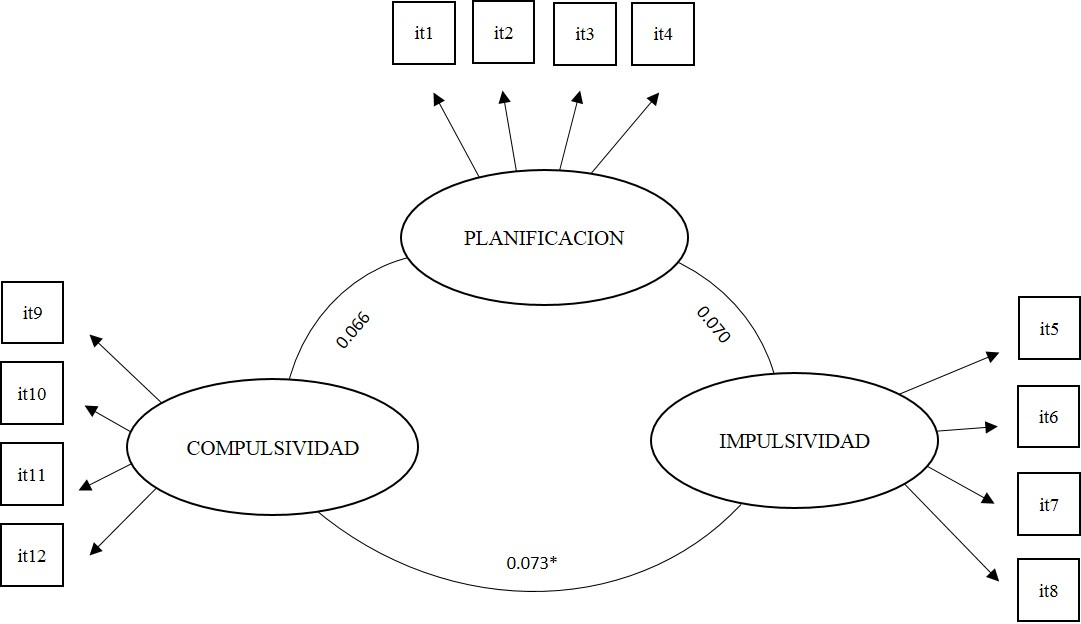 it1 it2 it3 it4
PLANIFICACION
0.066
0.070
it9
it10
it11
it12
COMPULSIVIDAD
IMPULSIVIDAD
it5
it6
it7
it8
0.073*